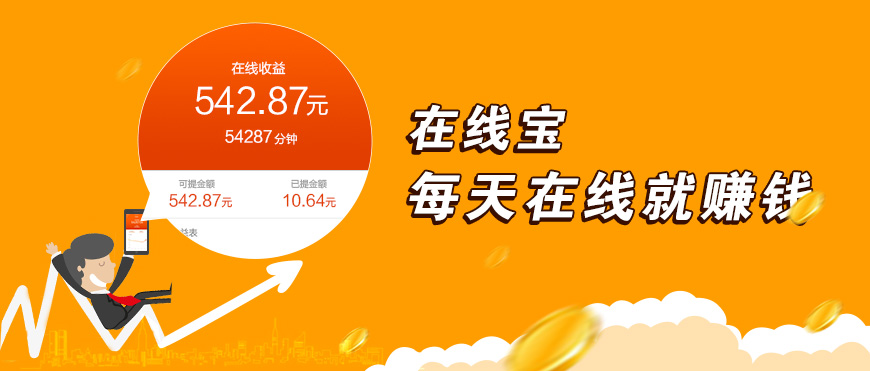 在线收益
542.87元
54287分钟
可提金额 已提金额
542.87元 10.64元
益表
在线宝
每天在线就赚钱